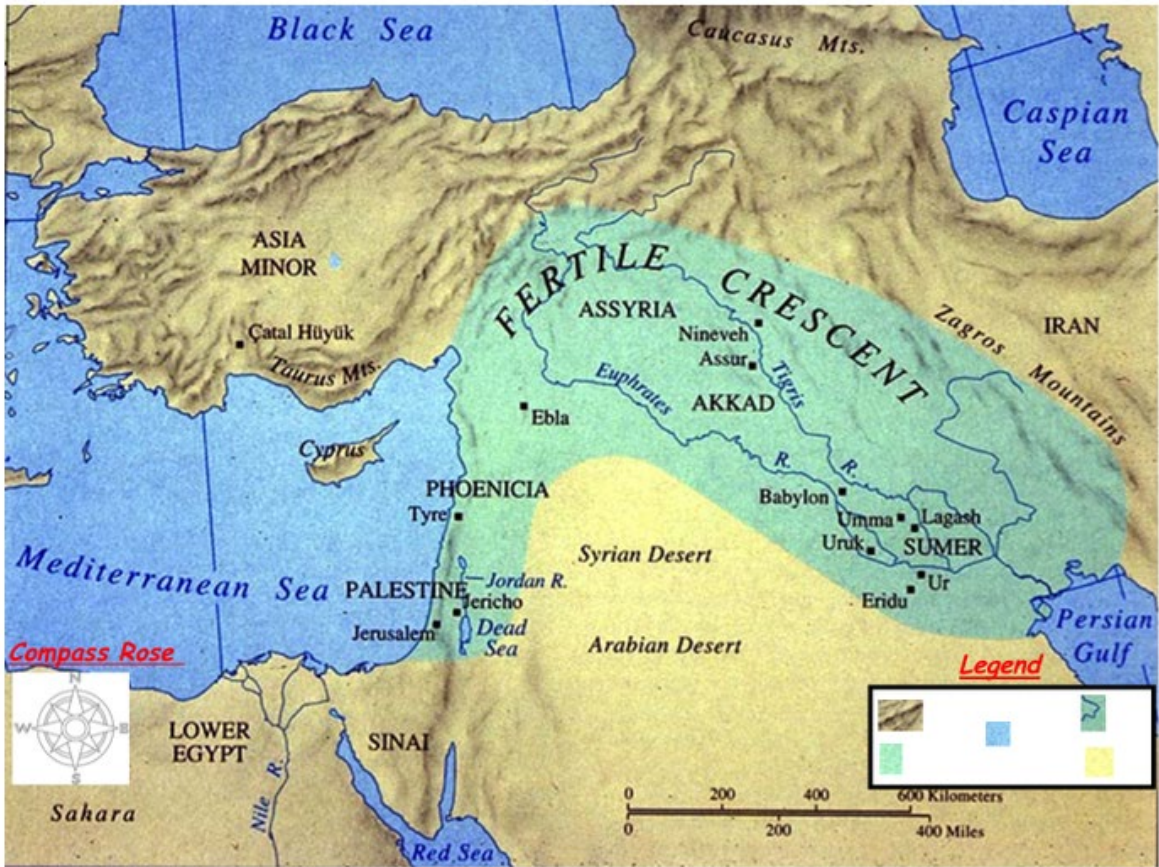 Black Sea
Caucasus Mts.
Caspian
Sea
ASIA
MINOR
FERTILE CRESCENT
ASSYRIA
Zagros Mountains
IRAN
Nineveh
Çatal Hüyük
Taurus Mts.
Assur
Tigris R.
Euphrates R.
AKKAD
Ebla
Cyprus
PHOENICIA
Babylon
Tyre
Umma
Lagash
Uruk
SUMER
Syrian Desert
Mediterranean Sea
Jordan R.
Ur
PALESTINE
Jericho
Eridu
Jerusalem
Dead
Sea
Arabian Desert
Persian
Gulf
Compass Rose
Legend
N
W
E
S
LOWER
EGYPT
SINAI
Nile R.
Sahara
Red Sea
0 200 400 600 Kilometers
0 200 400 Miles